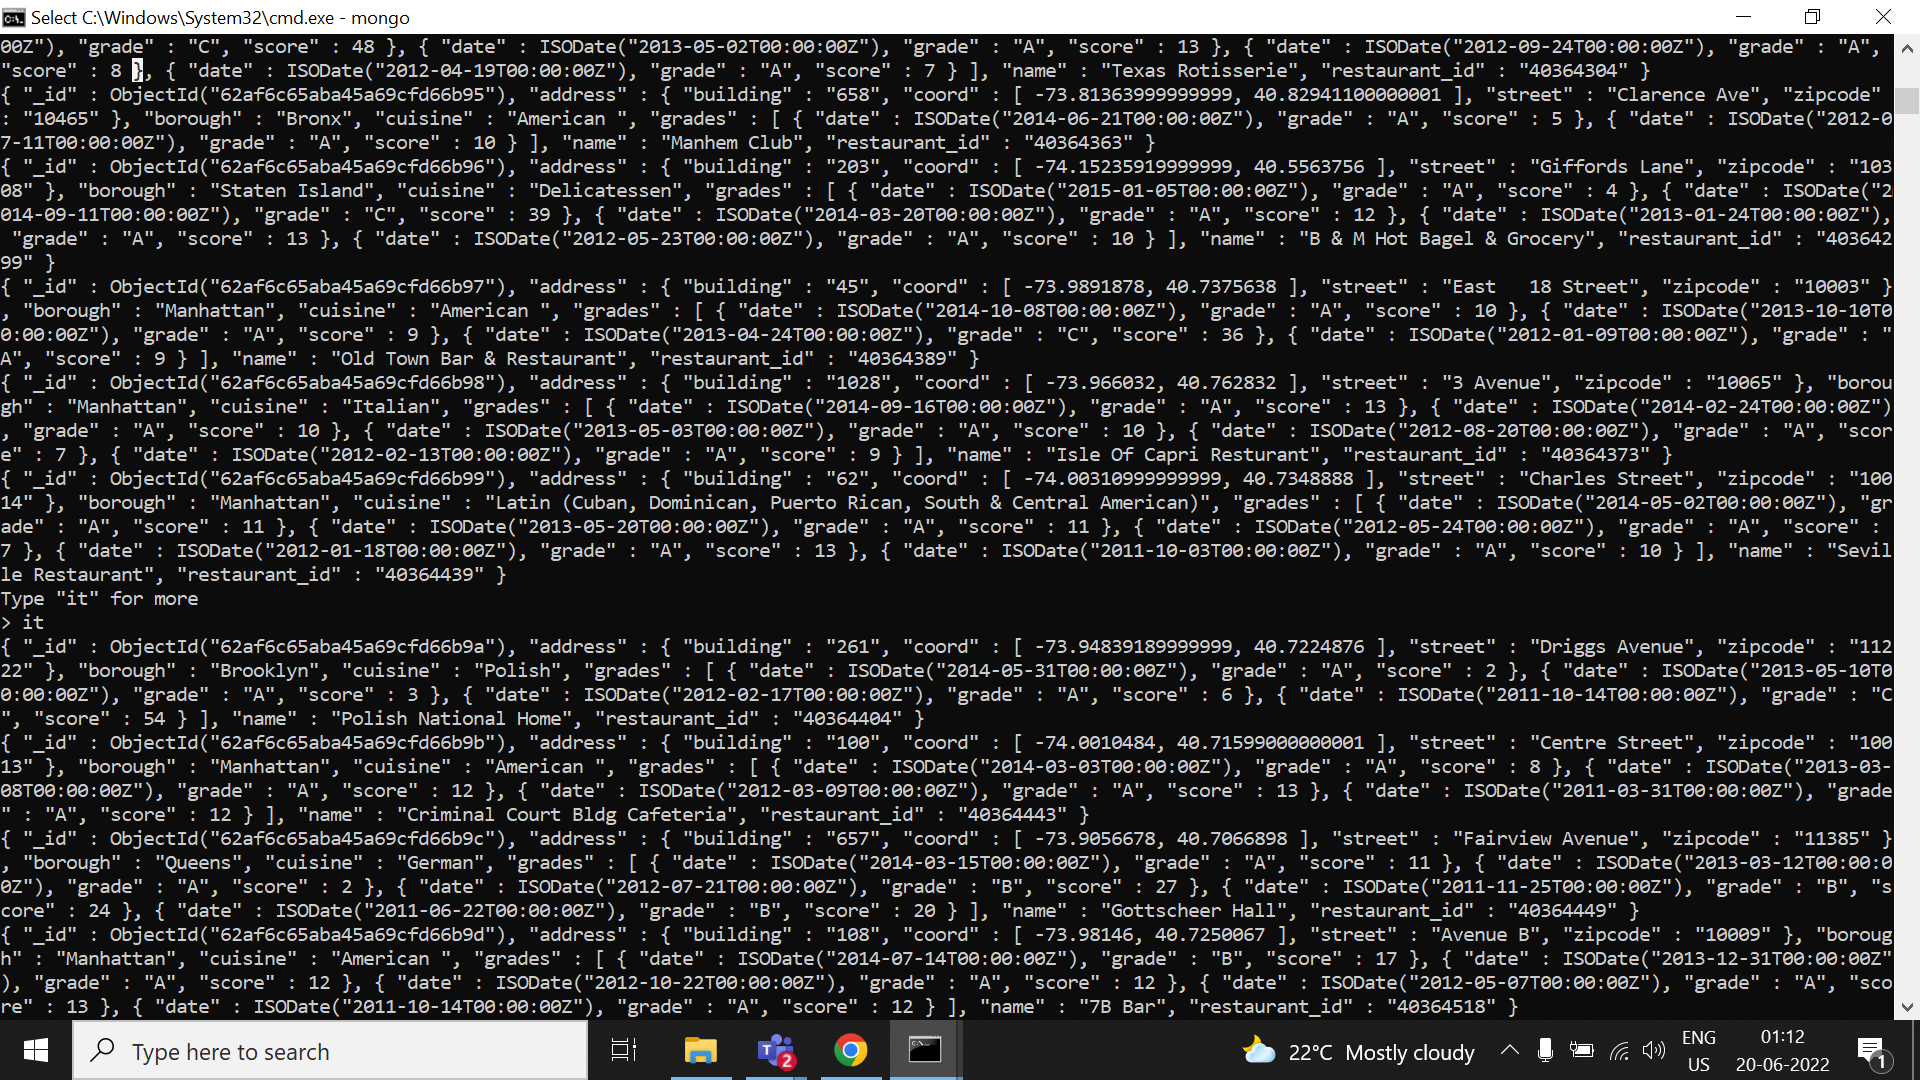 Select C:\Windows\System32\cmd.exe - mongo
00Z"), "grade" : "C", "score" : 48 }, { "date" : ISODate("2013-05-02T00:00:00Z"), "grade" : "A", "score" : 13 }, { "date" : ISODate("2012-09-24T00:00:00Z"), "grade" : "A",
"score" : 8 }, { "date" : ISODate("2012-04-19T00:00:00Z"), "grade" : "A", "score" : 7 } ], "name" : "Texas Rotisserie", "restaurant_id" : "40364304" }
{ "_id" : ObjectId("62af6c65aba45a69cfd66b95"), "address" : { "building" : "658", "coord" : [ -73.81363999999999, 40.82941100000001 ], "street" : "Clarence Ave", "zipcode"
: "10465" }, "borough" : "Bronx", "cuisine" : "American ", "grades" : [ { "date" : ISODate("2014-06-21T00:00:00Z"), "grade" : "A", "score" : 5 }, { "date" : ISODate("2012-0
7-11T00:00:00Z"), "grade" : "A", "score" : 10 } ], "name" : "Manhem Club", "restaurant_id" : "40364363" }
{ "_id" : ObjectId("62af6c65aba45a69cfd66b96"), "address" : { "building" : "203", "coord" : [ -74.15235919999999, 40.5563756 ], "street" : "Giffords Lane", "zipcode" : "103
08" }, "borough" : "Staten Island", "cuisine" : "Delicatessen", "grades" : [ { "date" : ISODate("2015-01-05T00:00:00Z"), "grade" : "A", "score" : 4 }, { "date" : ISODate("2
014-09-11T00:00:00Z"), "grade" : "C", "score" : 39 }, { "date" : ISODate("2014-03-20T00:00:00Z"), "grade" : "A", "score" : 12 }, { "date" : ISODate("2013-01-24T00:00:00Z"),
"grade" : "A", "score" : 13 }, { "date" : ISODate("2012-05-23T00:00:00Z"), "grade" : "A", "score" : 10 } ], "name" : "B & M Hot Bagel & Grocery", "restaurant_id" : "403642
99" }
{ "_id" : ObjectId("62af6c65aba45a69cfd66b97"), "address" : { "building" : "45", "coord" : [ -73.9891878, 40.7375638 ], "street" : "East   18 Street", "zipcode" : "10003" }
, "borough" : "Manhattan", "cuisine" : "American ", "grades" : [ { "date" : ISODate("2014-10-08T00:00:00Z"), "grade" : "A", "score" : 10 }, { "date" : ISODate("2013-10-10T0
0:00:00Z"), "grade" : "A", "score" : 9 }, { "date" : ISODate("2013-04-24T00:00:00Z"), "grade" : "C", "score" : 36 }, { "date" : ISODate("2012-01-09T00:00:00Z"), "grade" : "
A", "score" : 9 } ], "name" : "Old Town Bar & Restaurant", "restaurant_id" : "40364389" }
{ "_id" : ObjectId("62af6c65aba45a69cfd66b98"), "address" : { "building" : "1028", "coord" : [ -73.966032, 40.762832 ], "street" : "3 Avenue", "zipcode" : "10065" }, "borou
gh" : "Manhattan", "cuisine" : "Italian", "grades" : [ { "date" : ISODate("2014-09-16T00:00:00Z"), "grade" : "A", "score" : 13 }, { "date" : ISODate("2014-02-24T00:00:00Z")
, "grade" : "A", "score" : 10 }, { "date" : ISODate("2013-05-03T00:00:00Z"), "grade" : "A", "score" : 10 }, { "date" : ISODate("2012-08-20T00:00:00Z"), "grade" : "A", "scor
e" : 7 }, { "date" : ISODate("2012-02-13T00:00:00Z"), "grade" : "A", "score" : 9 } ], "name" : "Isle Of Capri Resturant", "restaurant_id" : "40364373" }
{ "_id" : ObjectId("62af6c65aba45a69cfd66b99"), "address" : { "building" : "62", "coord" : [ -74.00310999999999, 40.7348888 ], "street" : "Charles Street", "zipcode" : "100
14" }, "borough" : "Manhattan", "cuisine" : "Latin (Cuban, Dominican, Puerto Rican, South & Central American)", "grades" : [ { "date" : ISODate("2014-05-02T00:00:00Z"), "gr
ade" : "A", "score" : 11 }, { "date" : ISODate("2013-05-20T00:00:00Z"), "grade" : "A", "score" : 11 }, { "date" : ISODate("2012-05-24T00:00:00Z"), "grade" : "A", "score" :
7 }, { "date" : ISODate("2012-01-18T00:00:00Z"), "grade" : "A", "score" : 13 }, { "date" : ISODate("2011-10-03T00:00:00Z"), "grade" : "A", "score" : 10 } ], "name" : "Sevil
le Restaurant", "restaurant_id" : "40364439" }
Type "it" for more
> it
{ "_id" : ObjectId("62af6c65aba45a69cfd66b9a"), "address" : { "building" : "261", "coord" : [ -73.94839189999999, 40.7224876 ], "street" : "Driggs Avenue", "zipcode" : "112
22" }, "borough" : "Brooklyn", "cuisine" : "Polish", "grades" : [ { "date" : ISODate("2014-05-31T00:00:00Z"), "grade" : "A", "score" : 2 }, { "date" : ISODate("2013-05-10T0
0:00:00Z"), "grade" : "A", "score" : 3 }, { "date" : ISODate("2012-02-17T00:00:00Z"), "grade" : "A", "score" : 6 }, { "date" : ISODate("2011-10-14T00:00:00Z"), "grade" : "C
", "score" : 54 } ], "name" : "Polish National Home", "restaurant_id" : "40364404" }
{ "_id" : ObjectId("62af6c65aba45a69cfd66b9b"), "address" : { "building" : "100", "coord" : [ -74.0010484, 40.71599000000001 ], "street" : "Centre Street", "zipcode" : "100
13" }, "borough" : "Manhattan", "cuisine" : "American ", "grades" : [ { "date" : ISODate("2014-03-03T00:00:00Z"), "grade" : "A", "score" : 8 }, { "date" : ISODate("2013-03-
08T00:00:00Z"), "grade" : "A", "score" : 12 }, { "date" : ISODate("2012-03-09T00:00:00Z"), "grade" : "A", "score" : 13 }, { "date" : ISODate("2011-03-31T00:00:00Z"), "grade
" : "A", "score" : 12 } ], "name" : "Criminal Court Bldg Cafeteria", "restaurant_id" : "40364443" }
{ "_id" : ObjectId("62af6c65aba45a69cfd66b9c"), "address" : { "building" : "657", "coord" : [ -73.9056678, 40.7066898 ], "street" : "Fairview Avenue", "zipcode" : "11385" }
, "borough" : "Queens", "cuisine" : "German", "grades" : [ { "date" : ISODate("2014-03-15T00:00:00Z"), "grade" : "A", "score" : 11 }, { "date" : ISODate("2013-03-12T00:00:0
0Z"), "grade" : "A", "score" : 2 }, { "date" : ISODate("2012-07-21T00:00:00Z"), "grade" : "B", "score" : 27 }, { "date" : ISODate("2011-11-25T00:00:00Z"), "grade" : "B", "s
core" : 24 }, { "date" : ISODate("2011-06-22T00:00:00Z"), "grade" : "B", "score" : 20 } ], "name" : "Gottscheer Hall", "restaurant_id" : "40364449" }
{ "_id" : ObjectId("62af6c65aba45a69cfd66b9d"), "address" : { "building" : "108", "coord" : [ -73.98146, 40.7250067 ], "street" : "Avenue B", "zipcode" : "10009" }, "boroug
h" : "Manhattan", "cuisine" : "American ", "grades" : [ { "date" : ISODate("2014-07-14T00:00:00Z"), "grade" : "B", "score" : 17 }, { "date" : ISODate("2013-12-31T00:00:00Z"
), "grade" : "A", "score" : 12 }, { "date" : ISODate("2012-10-22T00:00:00Z"), "grade" : "A", "score" : 12 }, { "date" : ISODate("2012-05-07T00:00:00Z"), "grade" : "A", "sco
re" : 13 }, { "date" : ISODate("2011-10-14T00:00:00Z"), "grade" : "A", "score" : 12 } ], "name" : "7B Bar", "restaurant_id" : "40364518" }
Type here to search
2
22°C Mostly cloudy
ENG
US
01:12
20-06-2022
1